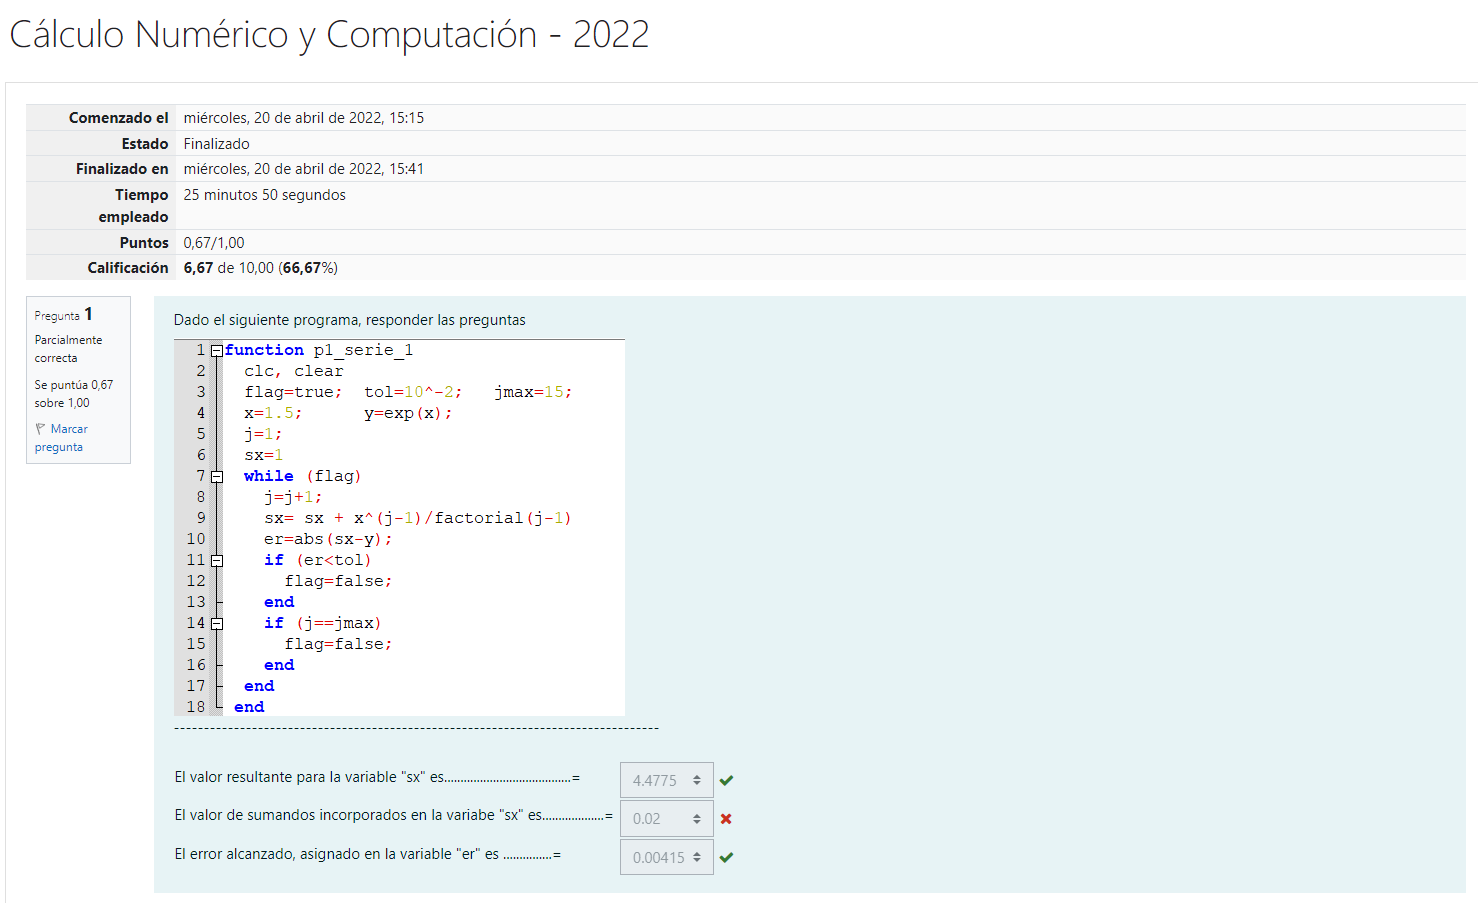 Cálculo Numérico y Computación - 2022
Comenzado el miércoles, 20 de abril de 2022, 15:15
Estado Finalizado
Finalizado en miércoles, 20 de abril de 2022, 15:41
Tiempo empleado 25 minutos 50 segundos
Puntos 0,67/1,00
Calificación 6,67 de 10,00 (66,67%)
Pregunta 1
Parcialmente
correcta
Se puntúa 0,67
sobre 1,00
Marcar
pregunta
Dado el siguiente programa, responder las preguntas
1 function p1_serie_1
2 clc, clear
3 flag=true; tol=10^-2; jmax=15;
4 x=1.5; y=exp(x);
5 j=1;
6 sx=1
7 while (flag)
8 j=j+1;
9 sx= sx + x^(j-1)/factorial(j-1)
10 er=abs(sx-y);
11 if (er<tol)
12 flag=false;
13 end
14 if (j==jmax)
15 flag=false;
16 end
17 end
18 end
--------------------------------------------------------------------------------
El valor resultante para la variable "sx" es.......................................= 4.4775
El valor de sumandos incorporados en la variabe "sx" es...................= 0.02
El error alcanzado, asignado en la variable "er" es ...............= 0.00415